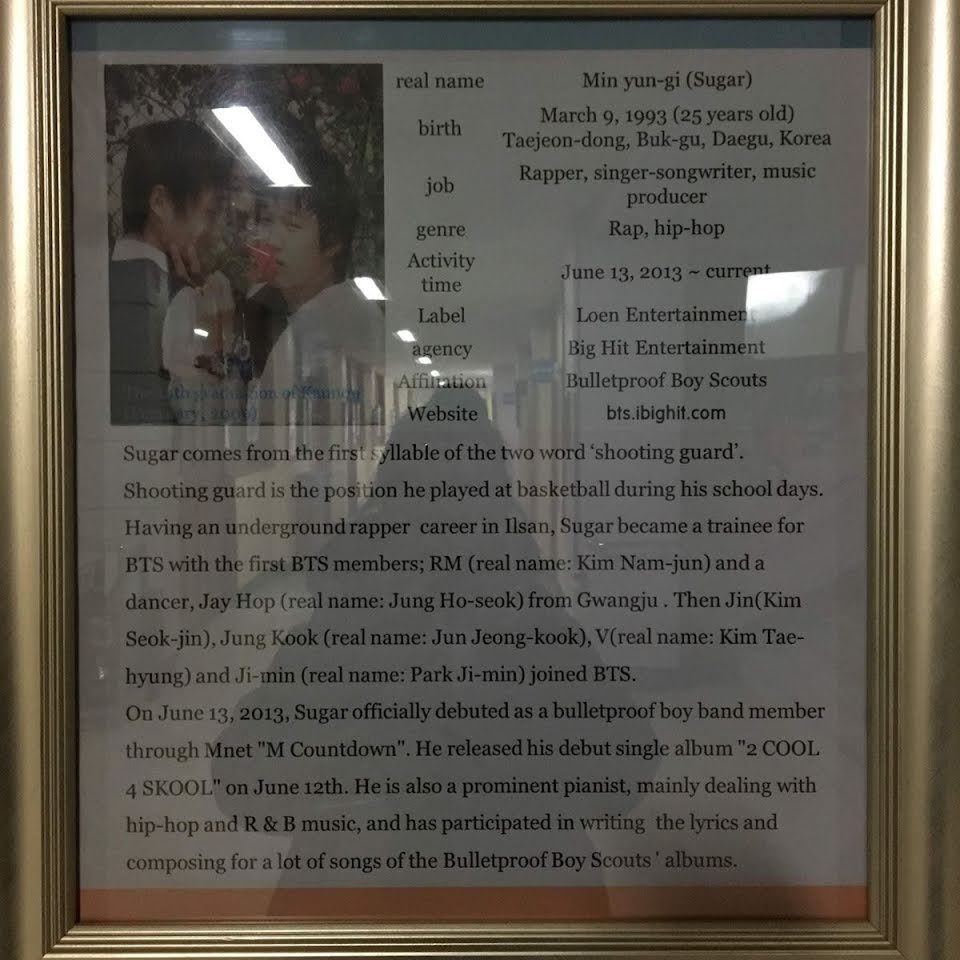 real name Min yun-gi (Sugar)
birth March 9, 1993 (25 years old)
Taejeon-dong, Buk-gu, Daegu, Korea
job Rapper, singer-songwriter, music
producer
genre Rap, hip-hop
Activity
time June 13, 2013 ~ current
Label Loen Entertainment
agency Big Hit Entertainment
Affiliation Bulletproof Boy Scouts
Website bts.ibighit.com
of
2009)
Sugar comes from the first syllable of the two word ‘shooting guard’.
Shooting guard is the position he played at basketball during his school days.
Having an underground rapper career in Ilsan, Sugar became a trainee for
BTS with the first BTS members; RM (real name: Kim Nam-jun) and a
dancer, Jay Hop (real name: Jung Ho-seok) from Gwangju . Then Jin(Kim
Seok-jin), Jung Kook (real name: Jun Jeong-kook), V(real name: Kim Tae-
hyung) and Ji-min (real name: Park Ji-min) joined BTS.
On June 13, 2013, Sugar officially debuted as a bulletproof boy band member
through Mnet "M Countdown". He released his debut single album "2 COOL
4 SKOOL" on June 12th. He is also a prominent pianist, mainly dealing with
hip-hop and R & B music, and has participated in writing the lyrics and
composing for a lot of songs of the Bulletproof Boy Scouts ' albums.